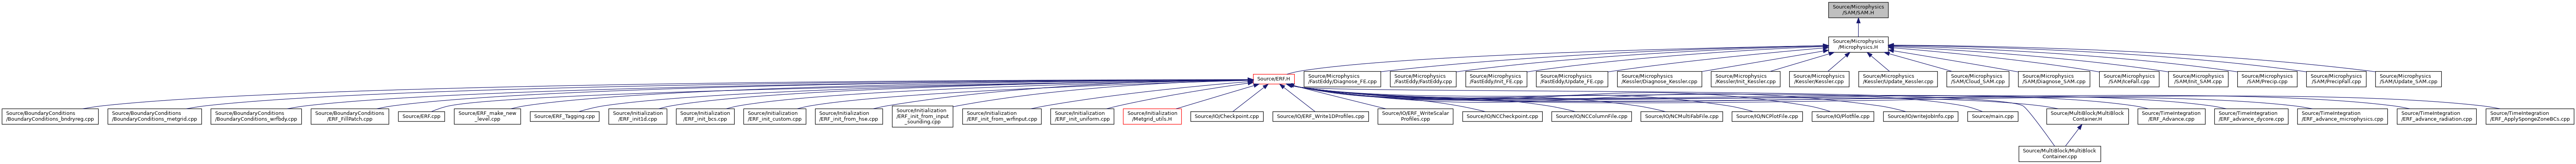 Source/Microphysics
/SAM/SAM.H
Source/Microphysics
/Microphysics.H
Source/ERF.H
Source/Microphysics
/FastEddy/Diagnose_FE.cpp
Source/Microphysics
/FastEddy/FastEddy.cpp
Source/Microphysics
/FastEddy/Init_FE.cpp
Source/Microphysics
/FastEddy/Update_FE.cpp
Source/Microphysics
/Kessler/Diagnose_Kessler.cpp
Source/Microphysics
/Kessler/Init_Kessler.cpp
Source/Microphysics
/Kessler/Kessler.cpp
Source/Microphysics
/Kessler/Update_Kessler.cpp
Source/Microphysics
/SAM/Cloud_SAM.cpp
Source/Microphysics
/SAM/Diagnose_SAM.cpp
Source/Microphysics
/SAM/IceFall.cpp
Source/Microphysics
/SAM/Init_SAM.cpp
Source/Microphysics
/SAM/Precip.cpp
Source/Microphysics
/SAM/PrecipFall.cpp
Source/Microphysics
/SAM/Update_SAM.cpp
Source/BoundaryConditions
/BoundaryConditions_bndryreg.cpp
Source/BoundaryConditions
/BoundaryConditions_metgrid.cpp
Source/BoundaryConditions
/BoundaryConditions_wrfbdy.cpp
Source/BoundaryConditions
/ERF_FillPatch.cpp
Source/ERF.cpp
Source/ERF_make_new
_level.cpp
Source/ERF_Tagging.cpp
Source/Initialization
/ERF_init1d.cpp
Source/Initialization
/ERF_init_bcs.cpp
Source/Initialization
/ERF_init_custom.cpp
Source/Initialization
/ERF_init_from_hse.cpp
Source/Initialization
/ERF_init_from_input
_sounding.cpp
Source/Initialization
/ERF_init_from_wrfinput.cpp
Source/Initialization
/ERF_init_uniform.cpp
Source/Initialization
/Metgrid_utils.H
Source/IO/Checkpoint.cpp
Source/IO/ERF_Write1DProfiles.cpp
Source/IO/ERF_WriteScalar
Profiles.cpp
Source/IO/NCCheckpoint.cpp
Source/IO/NCColumnFile.cpp
Source/IO/NCMultiFabFile.cpp
Source/IO/NCPlotFile.cpp
Source/IO/Plotfile.cpp
Source/IO/writeJobInfo.cpp
Source/main.cpp
Source/MultiBlock/MultiBlock
Container.H
Source/TimeIntegration
/ERF_Advance.cpp
Source/TimeIntegration
/ERF_advance_dycore.cpp
Source/TimeIntegration
/ERF_advance_microphysics.cpp
Source/TimeIntegration
/ERF_advance_radiation.cpp
Source/TimeIntegration
/ERF_ApplySpongeZoneBCs.cpp
Source/MultiBlock/MultiBlock
Container.cpp